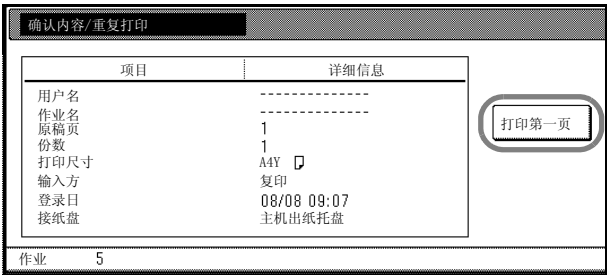 确认内容/重复打印
项目 详细信息
用户名 --------------
作业名 --------------
原稿页 1
份数 1
打印尺寸 A4Y
输入方 复印
登录日 08/08 09:07
接纸盘 主机出纸托盘
打印第一页
作业 5